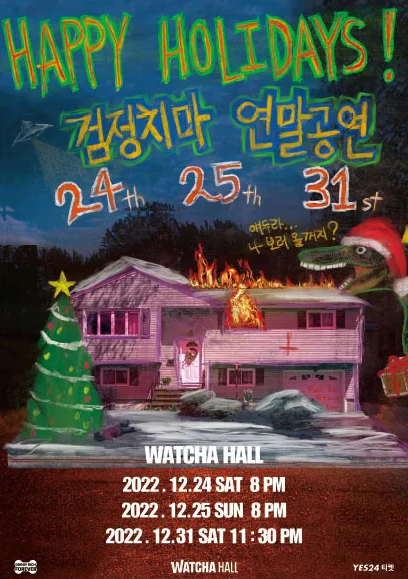 HAPPY HOLIDAYS!
검정치마 연말공연
24th 25th 31st
얘두라...
나 보러 올꺼지?
WATCHA HALL
2022.12.24 SAT 8 PM
2022.12.25 SUN 8 PM
2022.12.31 SAT 11:30 PM
WATCHA HALL
YES24 티켓